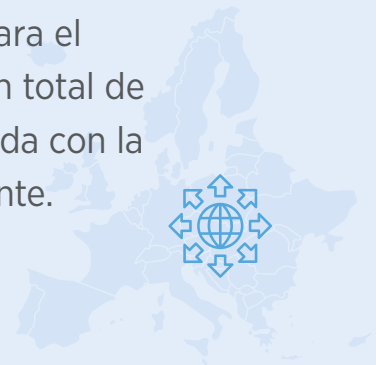 ara el
n total de
da con la
nte.